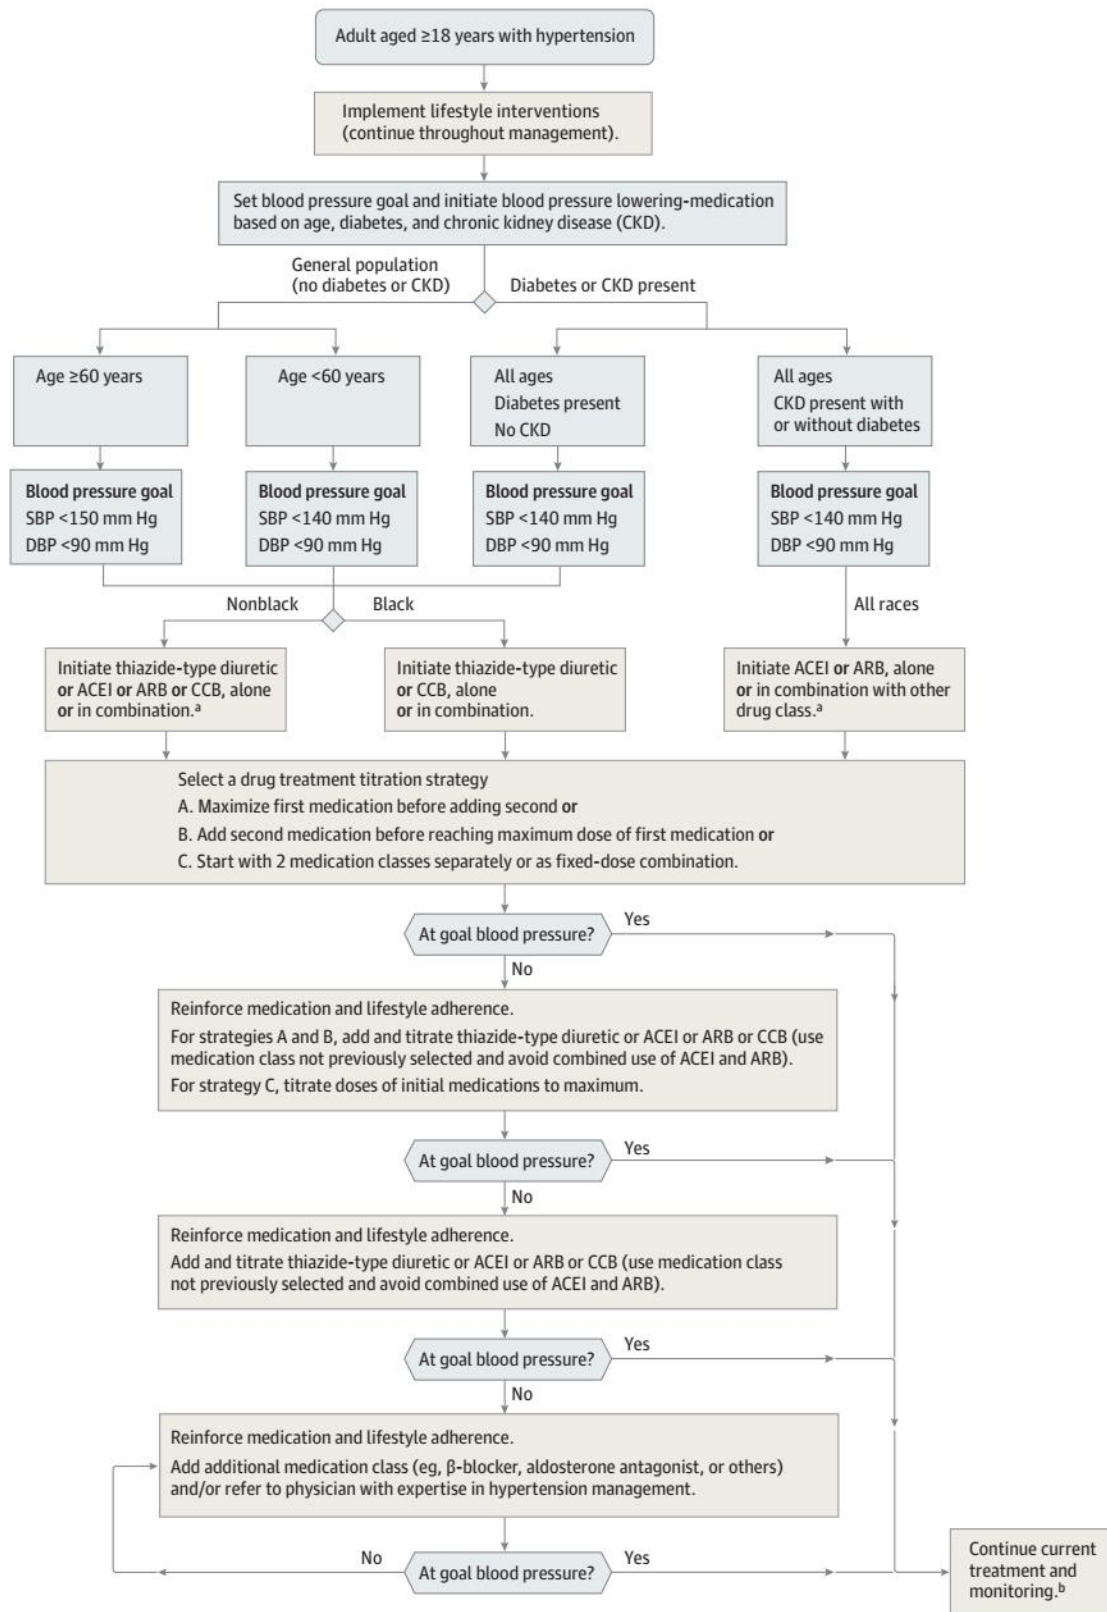 Adult aged ≥18 years with hypertension
Implement lifestyle interventions
(continue throughout management).
Set blood pressure goal and initiate blood pressure lowering-medication
based on age, diabetes, and chronic kidney disease (CKD).
General population
(no diabetes or CKD)
Diabetes or CKD present
Age ≥60 years
Age <60 years
All ages
Diabetes present
No CKD
All ages
CKD present with
or without diabetes
Blood pressure goal
SBP <150 mm Hg
DBP <90 mm Hg
Blood pressure goal
SBP <140 mm Hg
DBP <90 mm Hg
Blood pressure goal
SBP <140 mm Hg
DBP <90 mm Hg
Blood pressure goal
SBP <140 mm Hg
DBP <90 mm Hg
Nonblack
Black
All races
Initiate thiazide-type diuretic
or ACEI or ARB or CCB, alone
or in combination.a
Initiate thiazide-type diuretic
or CCB, alone
or in combination.
Initiate ACEI or ARB, alone
or in combination with other
drug class.a
Select a drug treatment titration strategy
A. Maximize first medication before adding second or
B. Add second medication before reaching maximum dose of first medication or
C. Start with 2 medication classes separately or as fixed-dose combination.
At goal blood pressure?
Yes
No
Reinforce medication and lifestyle adherence.
For strategies A and B, add and titrate thiazide-type diuretic or ACEI or ARB or CCB (use
medication class not previously selected and avoid combined use of ACEI and ARB).
For strategy C, titrate doses of initial medications to maximum.
At goal blood pressure?
Yes
No
Reinforce medication and lifestyle adherence.
Add and titrate thiazide-type diuretic or ACEI or ARB or CCB (use medication class
not previously selected and avoid combined use of ACEI and ARB).
At goal blood pressure?
Yes
No
Reinforce medication and lifestyle adherence.
Add additional medication class (eg, β-blocker, aldosterone antagonist, or others)
and/or refer to physician with expertise in hypertension management.
No
At goal blood pressure?
Yes
Continue current
treatment and
monitoring.b